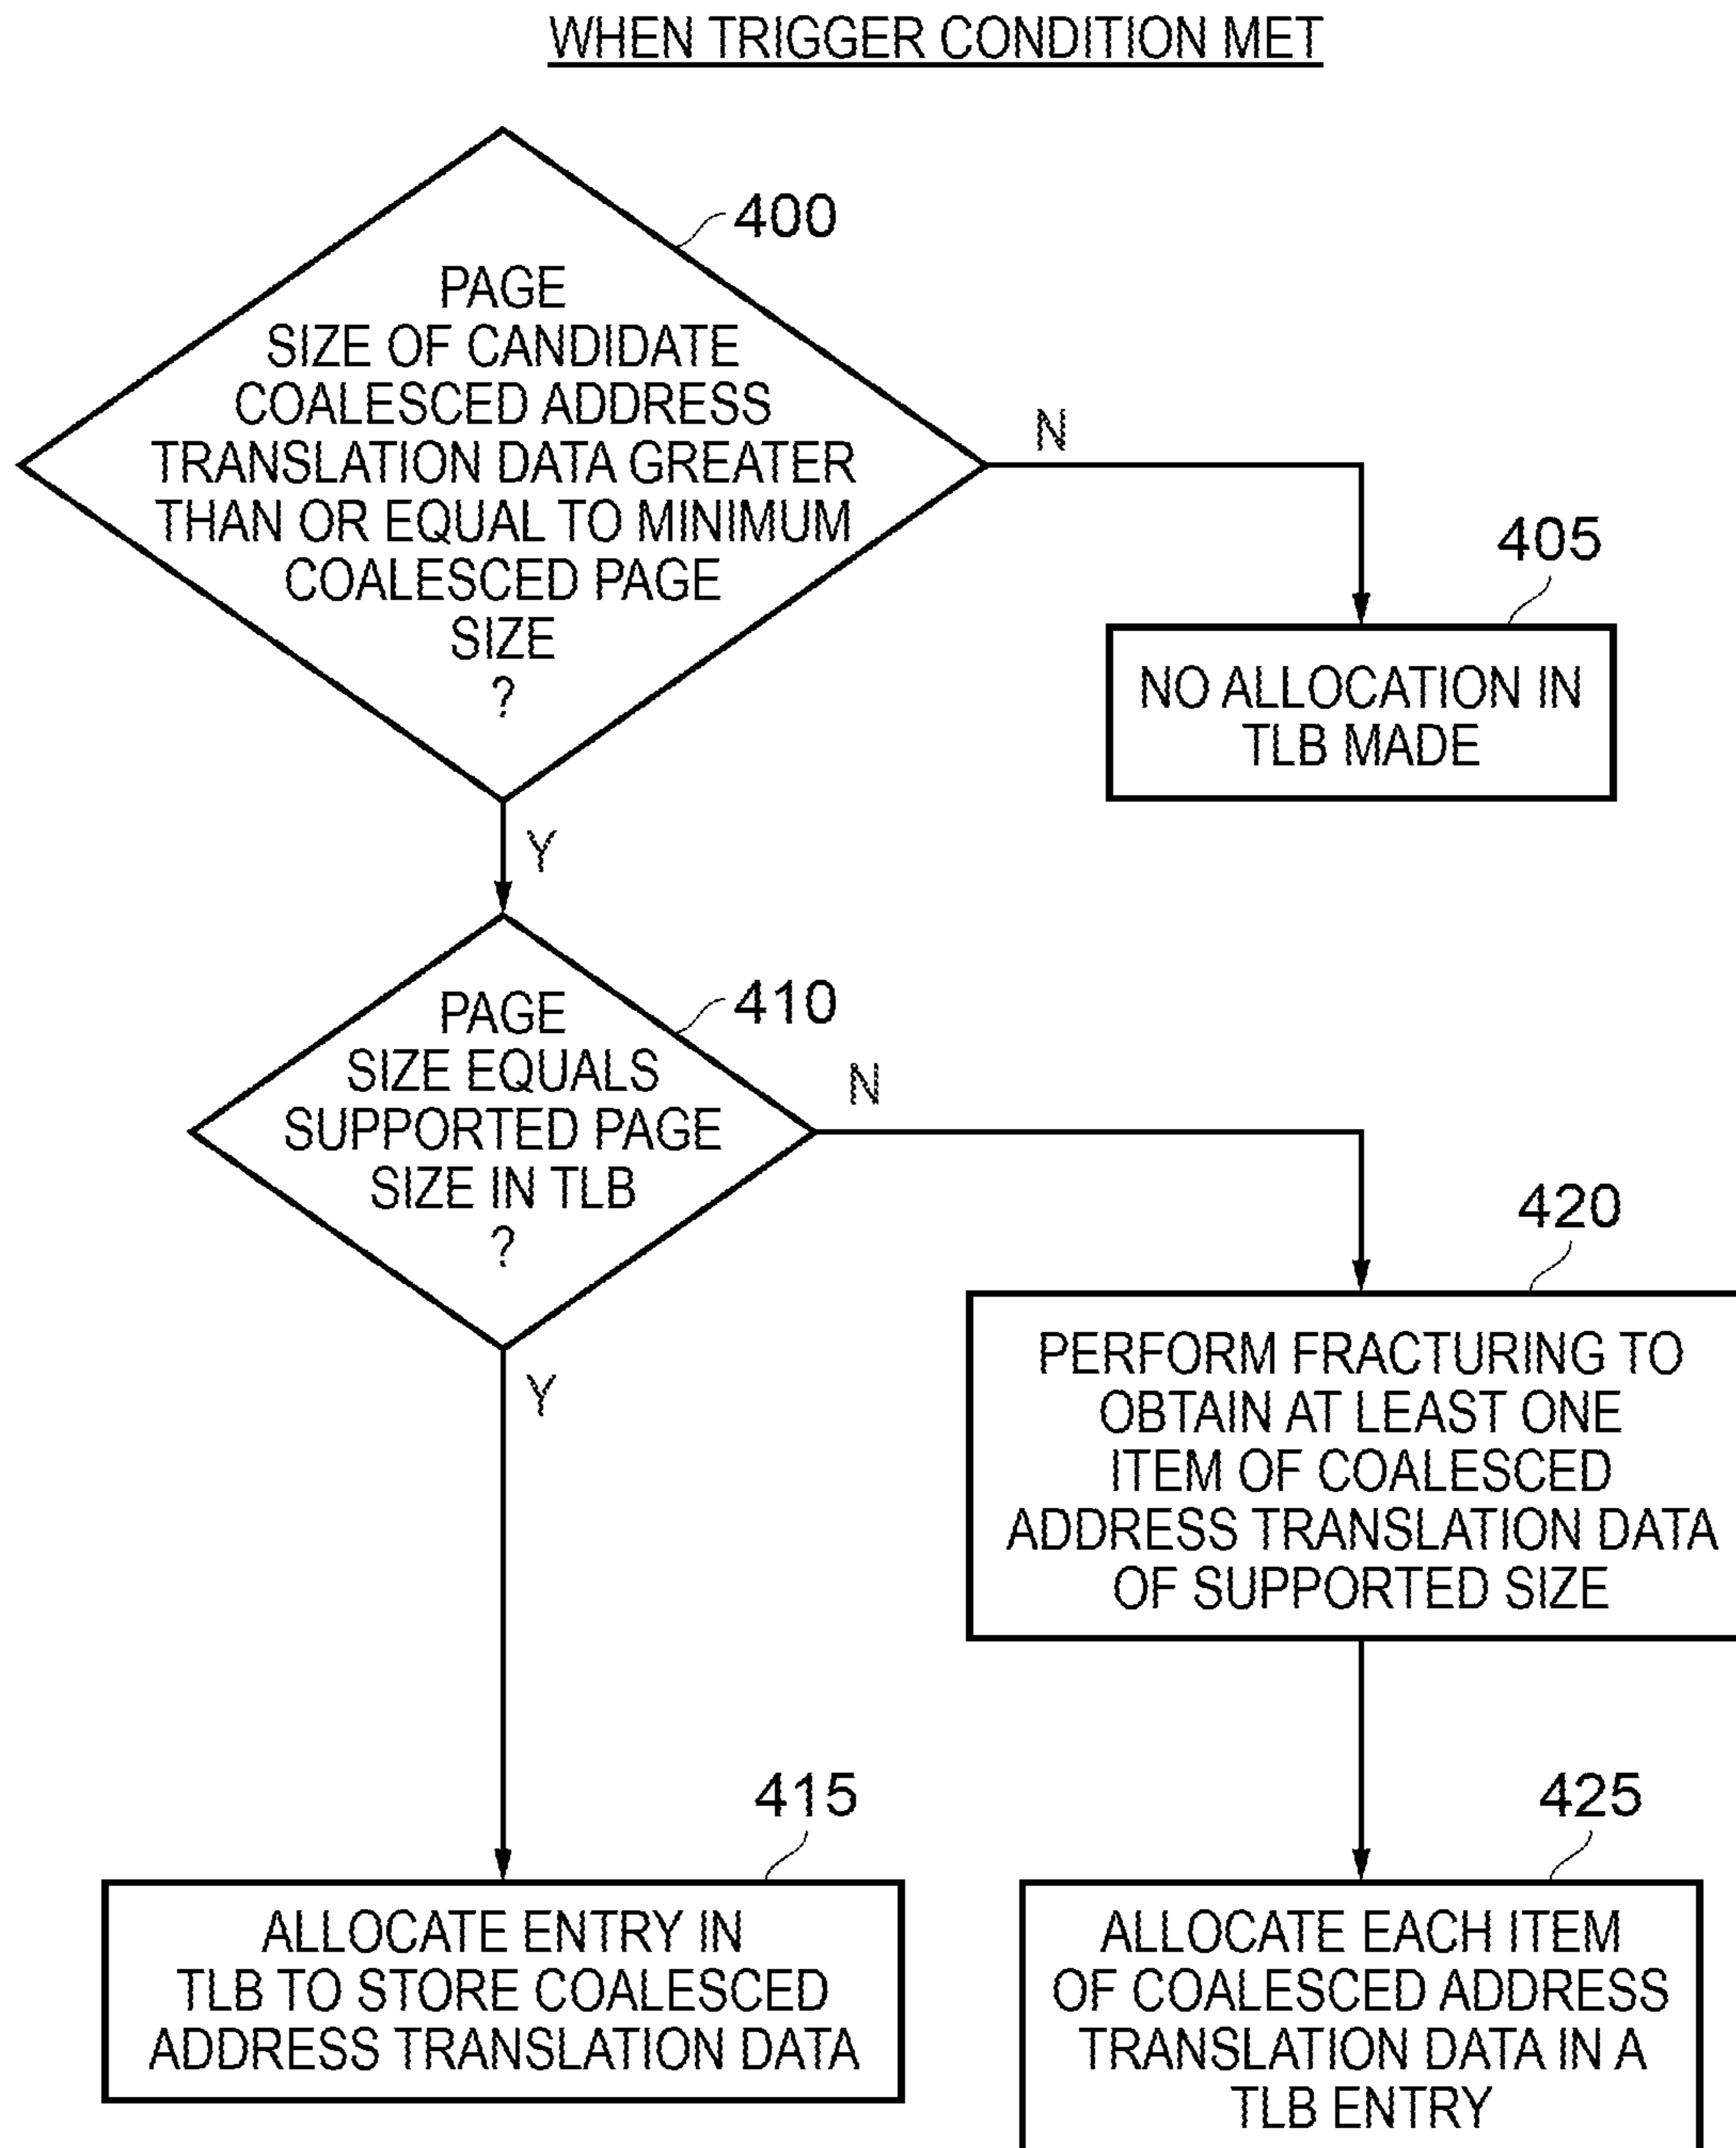 WHEN TRIGGER CONDITION MET
400
PAGE
SIZE OF CANDIDATE
COALESCED ADDRESS
TRANSLATION DATA GREATER
THAN OR EQUAL TO MINIMUM
COALESCED PAGE
SIZE
?
N
405
NO ALLOCATION IN
TLB MADE
Y
410
PAGE
SIZE EQUALS
SUPPORTED PAGE
SIZE IN TLB
?
N
420
PERFORM FRACTURING TO
OBTAIN AT LEAST ONE
ITEM OF COALESCED
ADDRESS TRANSLATION DATA
OF SUPPORTED SIZE
Y
415
ALLOCATE ENTRY IN
TLB TO STORE COALESCED
ADDRESS TRANSLATION DATA
425
ALLOCATE EACH ITEM
OF COALESCED ADDRESS
TRANSLATION DATA IN A
TLB ENTRY